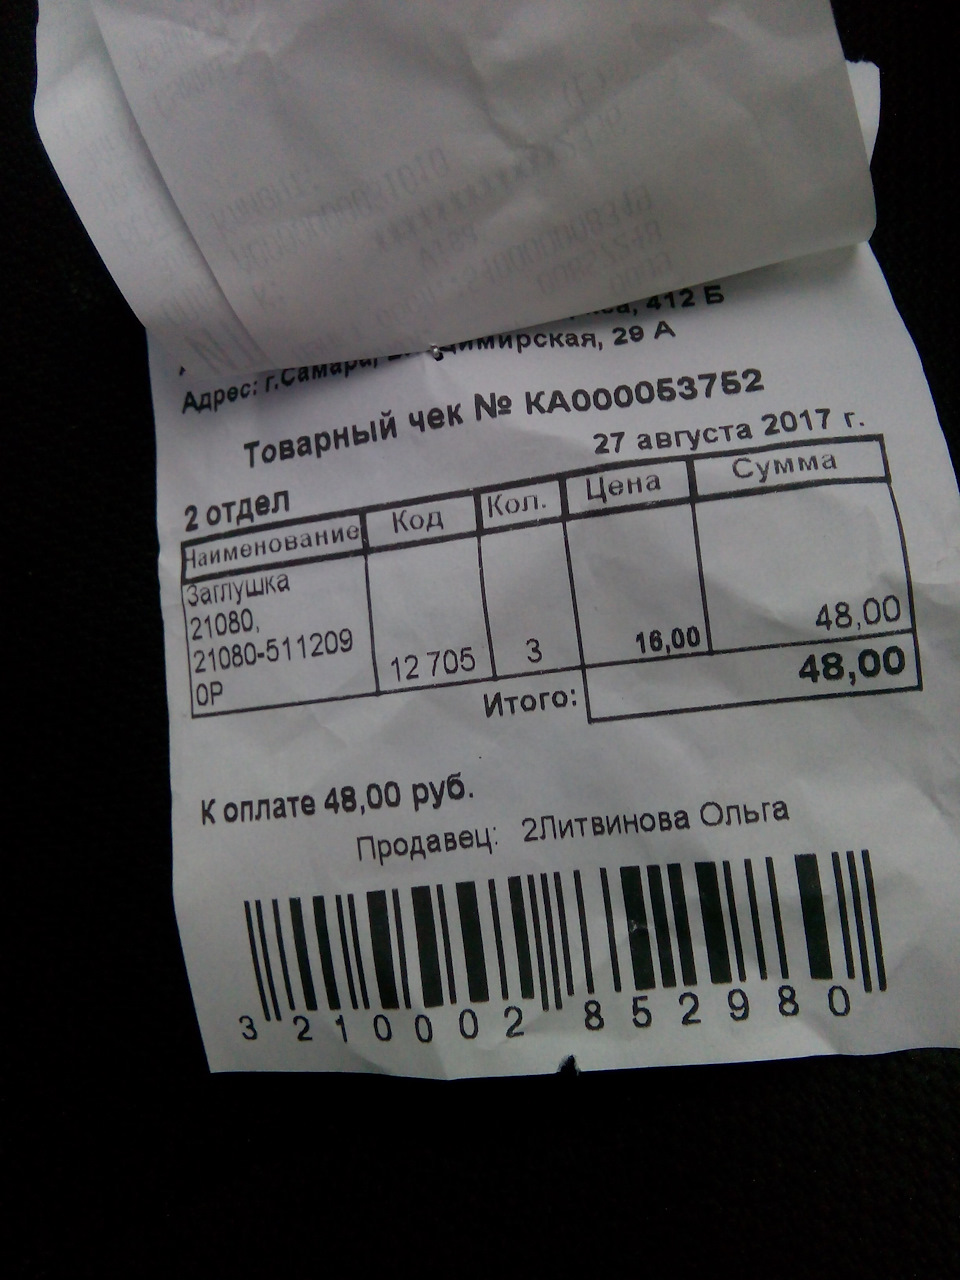 412 Б
Адрес: г.Самара, 29 А
Товарный чек № КА000053752
27 августа 2017 г.
2 отдел
Наименование Код Кол. Цена Сумма
Заглушка
21080,
21080-511209
0Р 12 705 3 16,00 48,00
Итого: 48,00
К оплате 48,00 руб.
Продавец: 2Литвинова Ольга
3 210002 852980